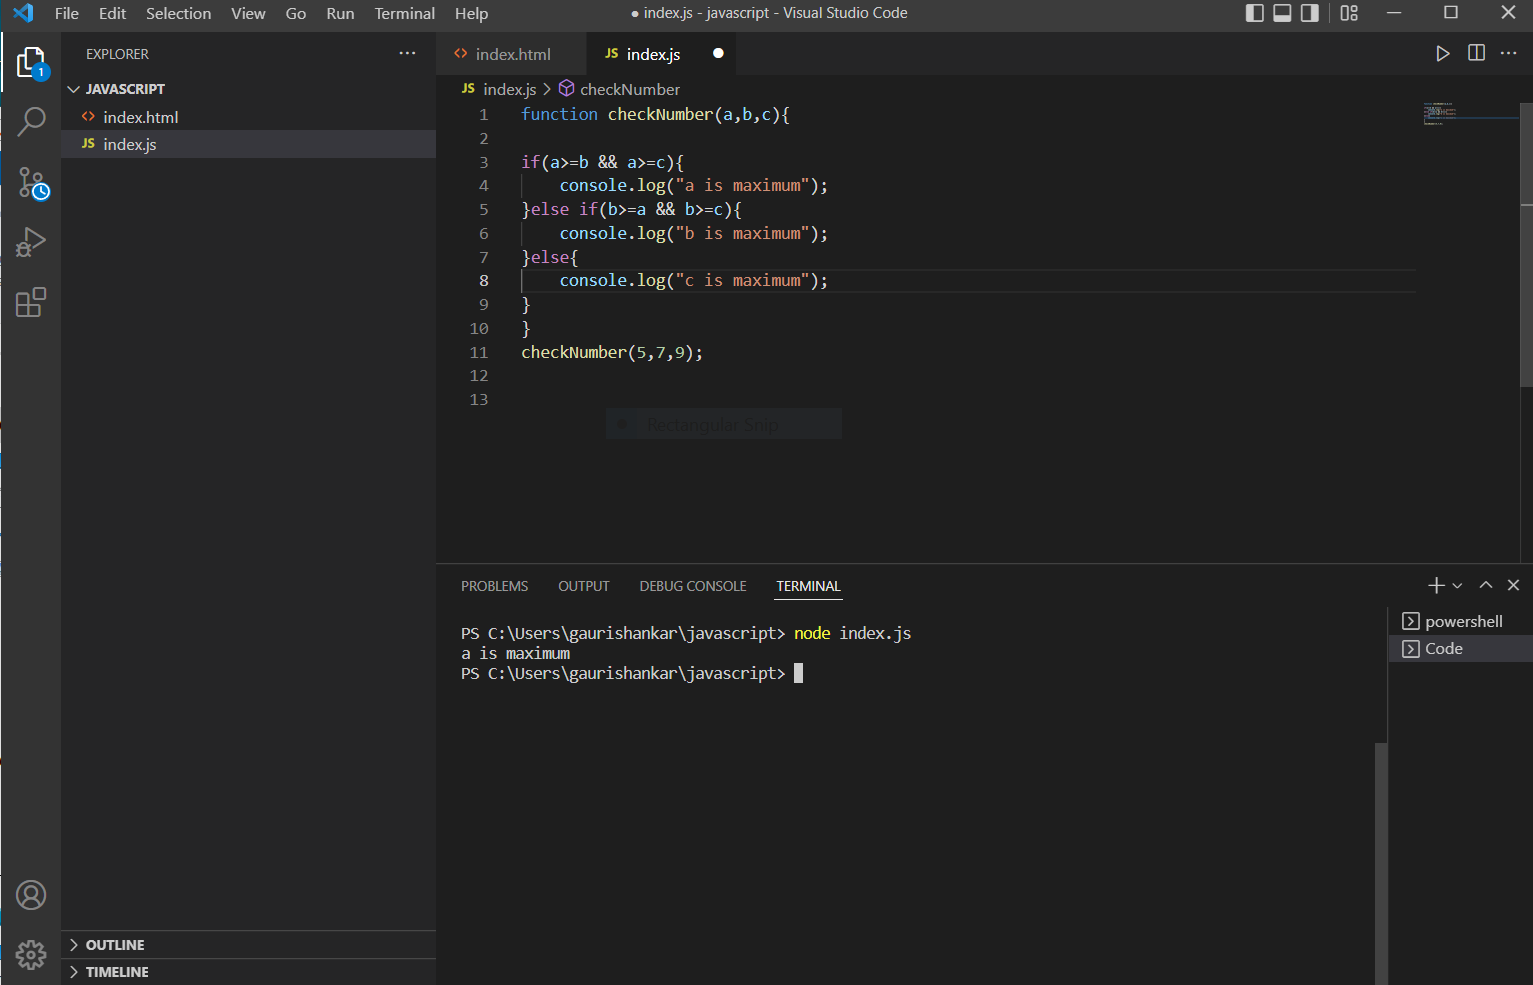 File Edit Selection View Go Run Terminal Help
● index.js - javascript - Visual Studio Code
1
EXPLORER
JAVASCRIPT
<> index.html
JS index.js
<> index.html
JS index.js
JS index.js > checkNumber
1 function checkNumber(a,b,c){
2
3 if(a>=b && a>=c){
4 console.log("a is maximum");
5 }else if(b>=a && b>=c){
6 console.log("b is maximum");
7 }else{
8 console.log("c is maximum");
9 }
10 }
11 checkNumber(5,7,9);
12
13
Rectangular Snip
PROBLEMS OUTPUT DEBUG CONSOLE TERMINAL
PS C:\Users\gaurishankar\javascript> node index.js
a is maximum
PS C:\Users\gaurishankar\javascript>
powershell
Code
OUTLINE
TIMELINE